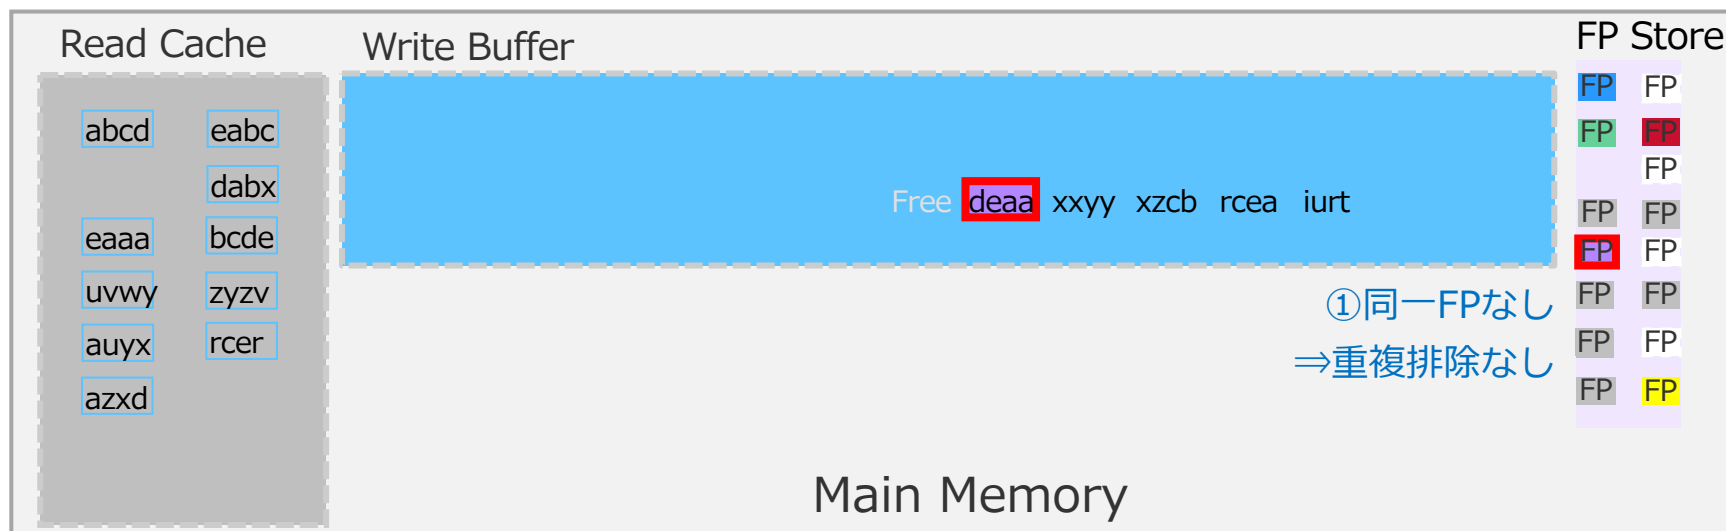 Read Cache
abcd eabc
dabx
eaaa bcde
uvwy zyzv
auyx rcer
azxd
Write Buffer
Free deaa xxyy xzcb rcea iurt
①同一FPなし
⇒重複排除なし
Main Memory
FP Store
FP FP
FP FP
FP
FP FP
FP FP
FP FP
FP FP
FP FP